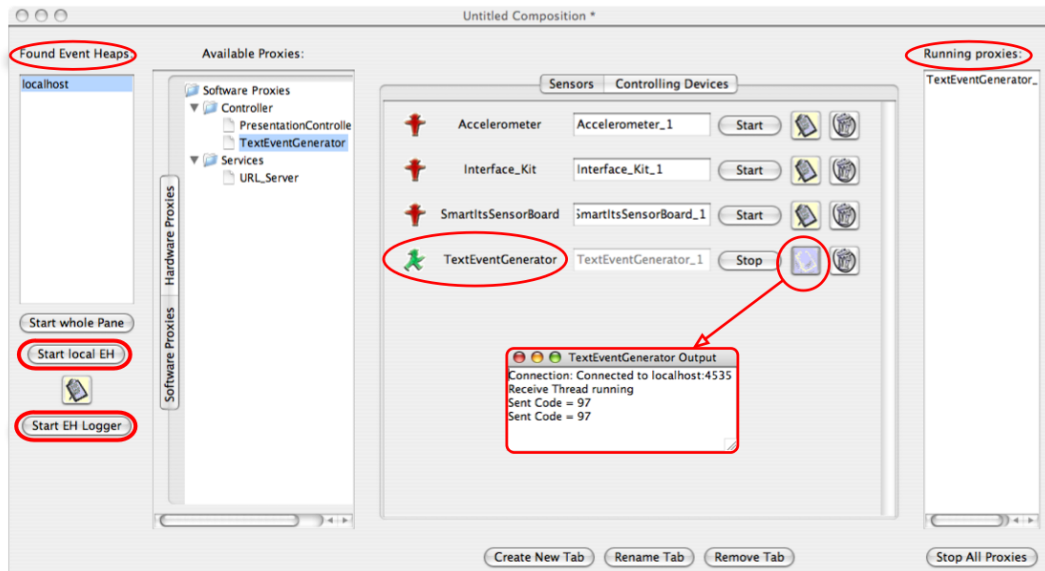 Untitled Composition *
Found Event Heaps:
localhost
Start whole Pane
Start local EH
Start EH Logger
Available Proxies:
Hardware Proxies
Software Proxies
Software Proxies
Controller
PresentationControlle
TextEventGenerator
Services
URL_Server
Sensors
Controlling Devices
Accelerometer Accelerometer_1 Start
Interface_Kit Interface_Kit_1 Start
SmartItsSensorBoard SmartItsSensorBoard_1 Start
TextEventGenerator TextEventGenerator_1 Stop
TextEventGenerator Output
Connection: Connected to localhost:4535
Receive Thread running
Sent Code = 97
Sent Code = 97
Create New Tab
Rename Tab
Remove Tab
Running proxies:
TextEventGenerator_
Stop All Proxies